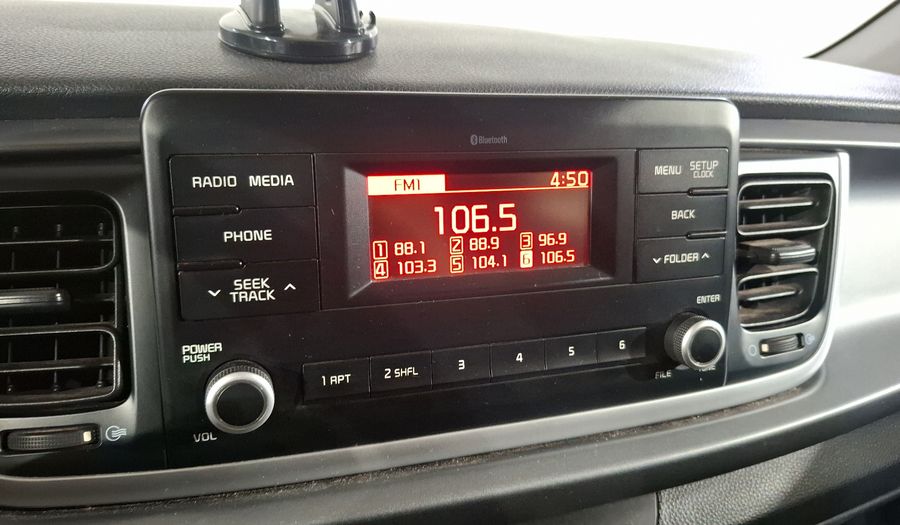 Bluetooth
RADIO MEDIA
PHONE
SEEK
TRACK
POWER
PUSH
VOL
FM1 4:50
106.5
1 88.1 2 88.9 3 96.9
4 103.3 5 104.1 6 106.5
MENU SETUP
CLOCK
BACK
FOLDER
ENTER
1 RPT 2 SHFL 3 4 5 6
FILE TUNE